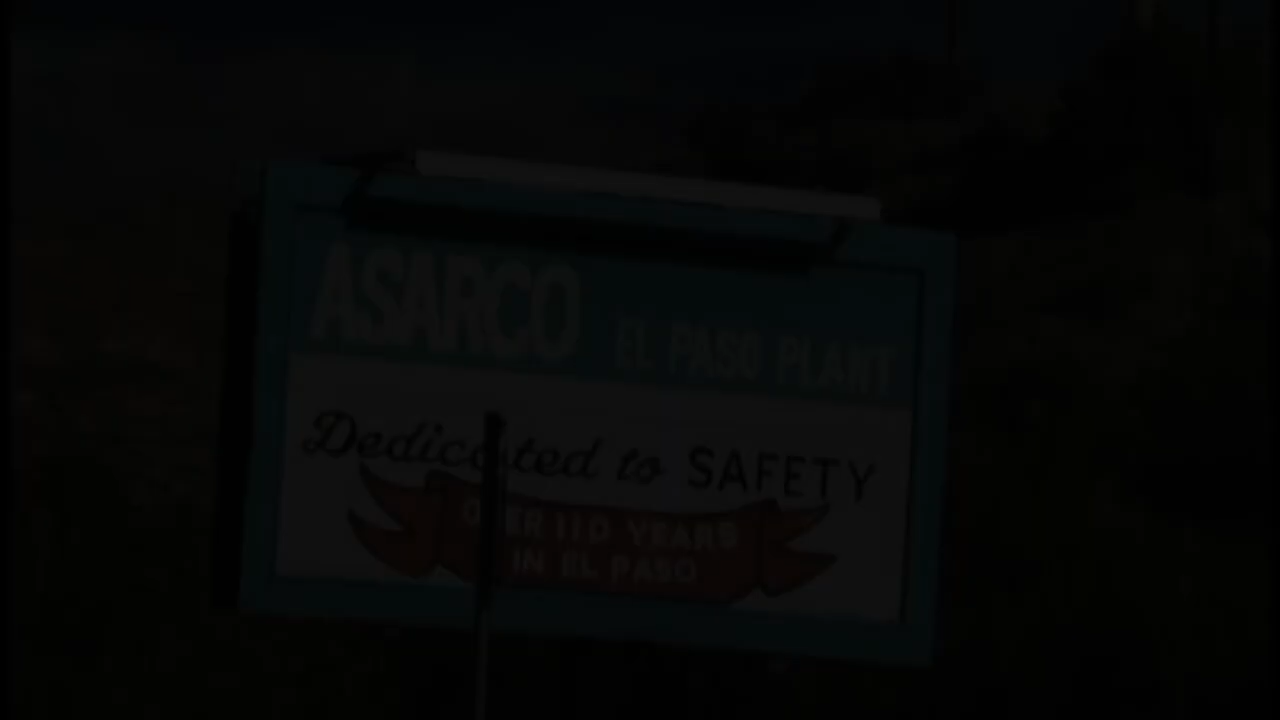 ASARCO EL PASO PLANT
Dedicated to SAFETY
OVER 110 YEARS
IN EL PASO